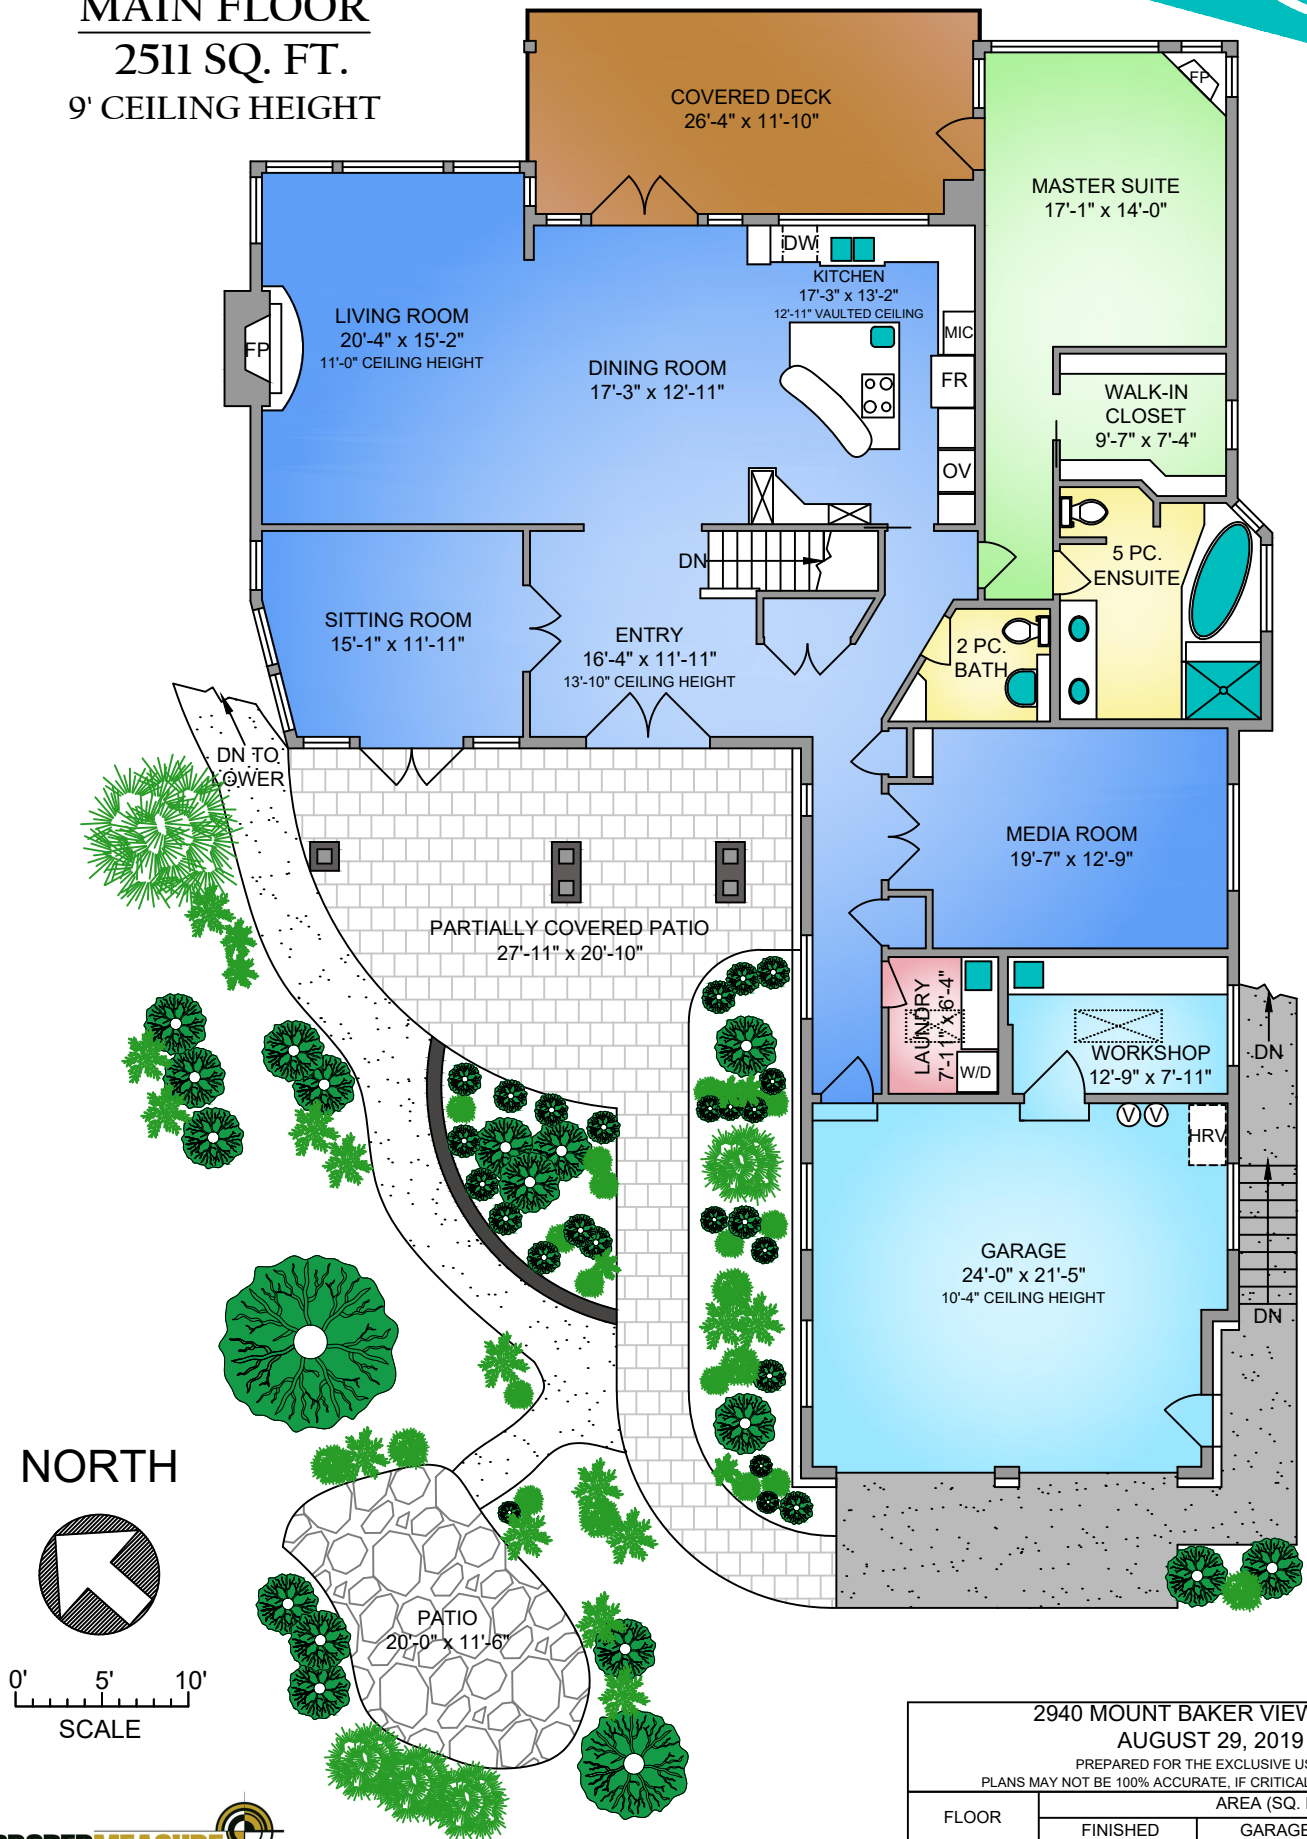 MAIN FLOOR
2511 SQ. FT.
9' CEILING HEIGHT
COVERED DECK
26'-4" x 11'-10"
FP
MASTER SUITE
17'-1" x 14'-0"
DW
KITCHEN
17'-3" x 13'-2"
12'-11" VAULTED CEILING
LIVING ROOM
20'-4" x 15'-2"
11'-0" CEILING HEIGHT
FP
DINING ROOM
17'-3" x 12'-11"
MIC
FR
OV
WALK-IN
CLOSET
9'-7" x 7'-4"
5 PC.
ENSUITE
DN
SITTING ROOM
15'-1" x 11'-11"
ENTRY
16'-4" x 11'-11"
13'-10" CEILING HEIGHT
2 PC.
BATH
DN TO
LOWER
MEDIA ROOM
19'-7" x 12'-9"
PARTIALLY COVERED PATIO
27'-11" x 20'-10"
LAUNDRY
7'-11" x 6'-4"
W/D
WORKSHOP
12'-9" x 7'-11"
DN
V V
HRV
GARAGE
24'-0" x 21'-5"
10'-4" CEILING HEIGHT
DN
NORTH
PATIO
20'-0" x 11'-6"
0' 5' 10'
SCALE
2940 MOUNT BAKER VIEW
AUGUST 29, 2019
PREPARED FOR THE EXCLUSIVE US
PLANS MAY NOT BE 100% ACCURATE, IF CRITICAL
FLOOR
AREA (SQ.
FINISHED
GARAGE
MEASURE